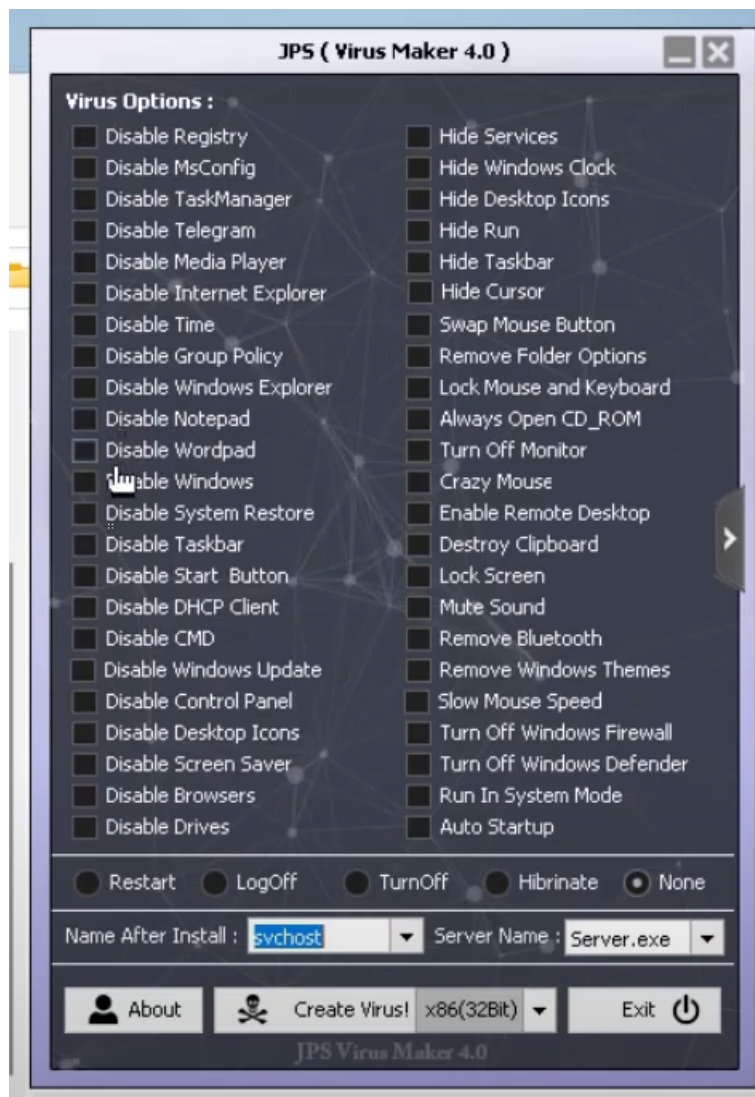 JPS ( Virus Maker 4.0 )
Virus Options :
Disable Registry
Disable MsConfig
Disable TaskManager
Disable Telegram
Disable Media Player
Disable Internet Explorer
Disable Time
Disable Group Policy
Disable Windows Explorer
Disable Notepad
Disable Wordpad
able Windows
Disable System Restore
Disable Taskbar
Disable Start Button
Disable DHCP Client
Disable CMD
Disable Windows Update
Disable Control Panel
Disable Desktop Icons
Disable Screen Saver
Disable Browsers
Disable Drives
Hide Services
Hide Windows Clock
Hide Desktop Icons
Hide Run
Hide Taskbar
Hide Cursor
Swap Mouse Button
Remove Folder Options
Lock Mouse and Keyboard
Always Open CD_ROM
Turn Off Monitor
Crazy Mouse
Enable Remote Desktop
Destroy Clipboard
Lock Screen
Mute Sound
Remove Bluetooth
Remove Windows Themes
Slow Mouse Speed
Turn Off Windows Firewall
Turn Off Windows Defender
Run In System Mode
Auto Startup
Restart LogOff TurnOff Hibrinate None
Name After Install : svchost Server Name : Server.exe
About Create Virus! x86(32Bit) Exit
JPS Virus Maker 4.0